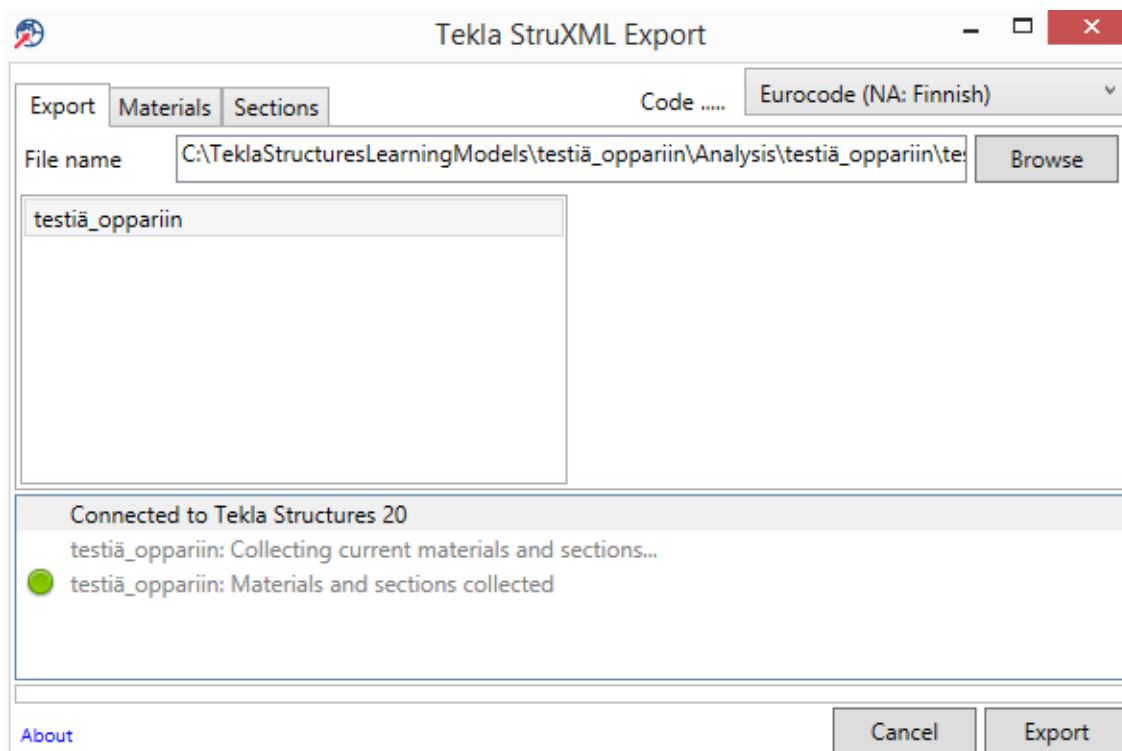 Tekla StruXML Export
Export Materials Sections Code ..... Eurocode (NA: Finnish)
File name C:\TeklaStructuresLearningModels\testiä_oppariin\Analysis\testiä_oppariin\tes Browse
testiä_oppariin
Connected to Tekla Structures 20
testiä_oppariin: Collecting current materials and sections...
testiä_oppariin: Materials and sections collected
About Cancel Export